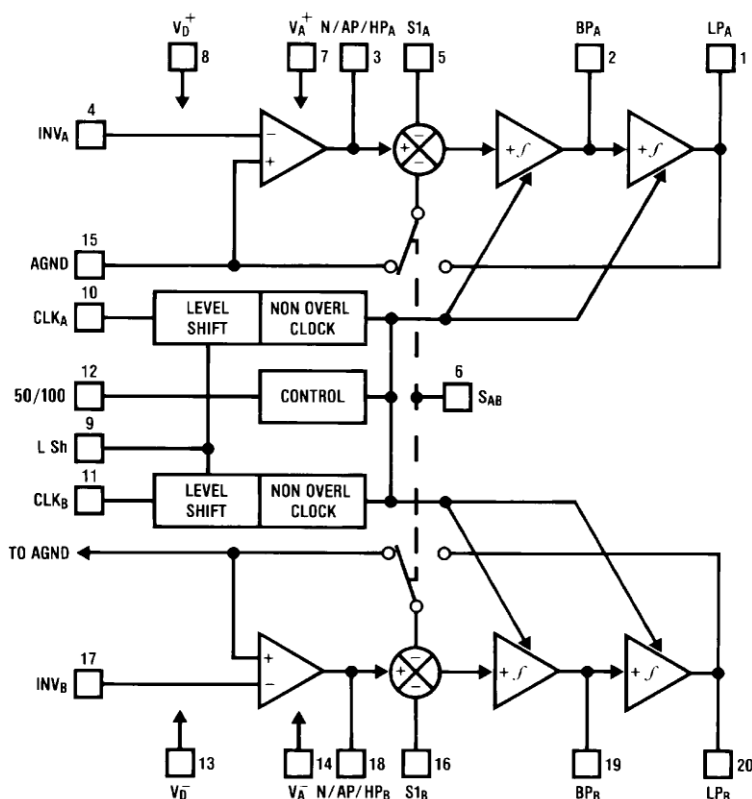 V_D^+ V_A^+ N/AP/HP_A S1_A BP_A LP_A
8 7 3 5 2 1
4
INV_A − + − + − +∫ +∫
15
AGND
10
CLK_A LEVEL SHIFT NON OVERL CLOCK
12
50/100 CONTROL 6 S_AB
9
L Sh
11
CLK_B LEVEL SHIFT NON OVERL CLOCK
TO AGND
17
INV_B + − − + − +∫ +∫
13 14 18 16 19 20
V_D^- V_A^- N/AP/HP_B S1_B BP_B LP_B